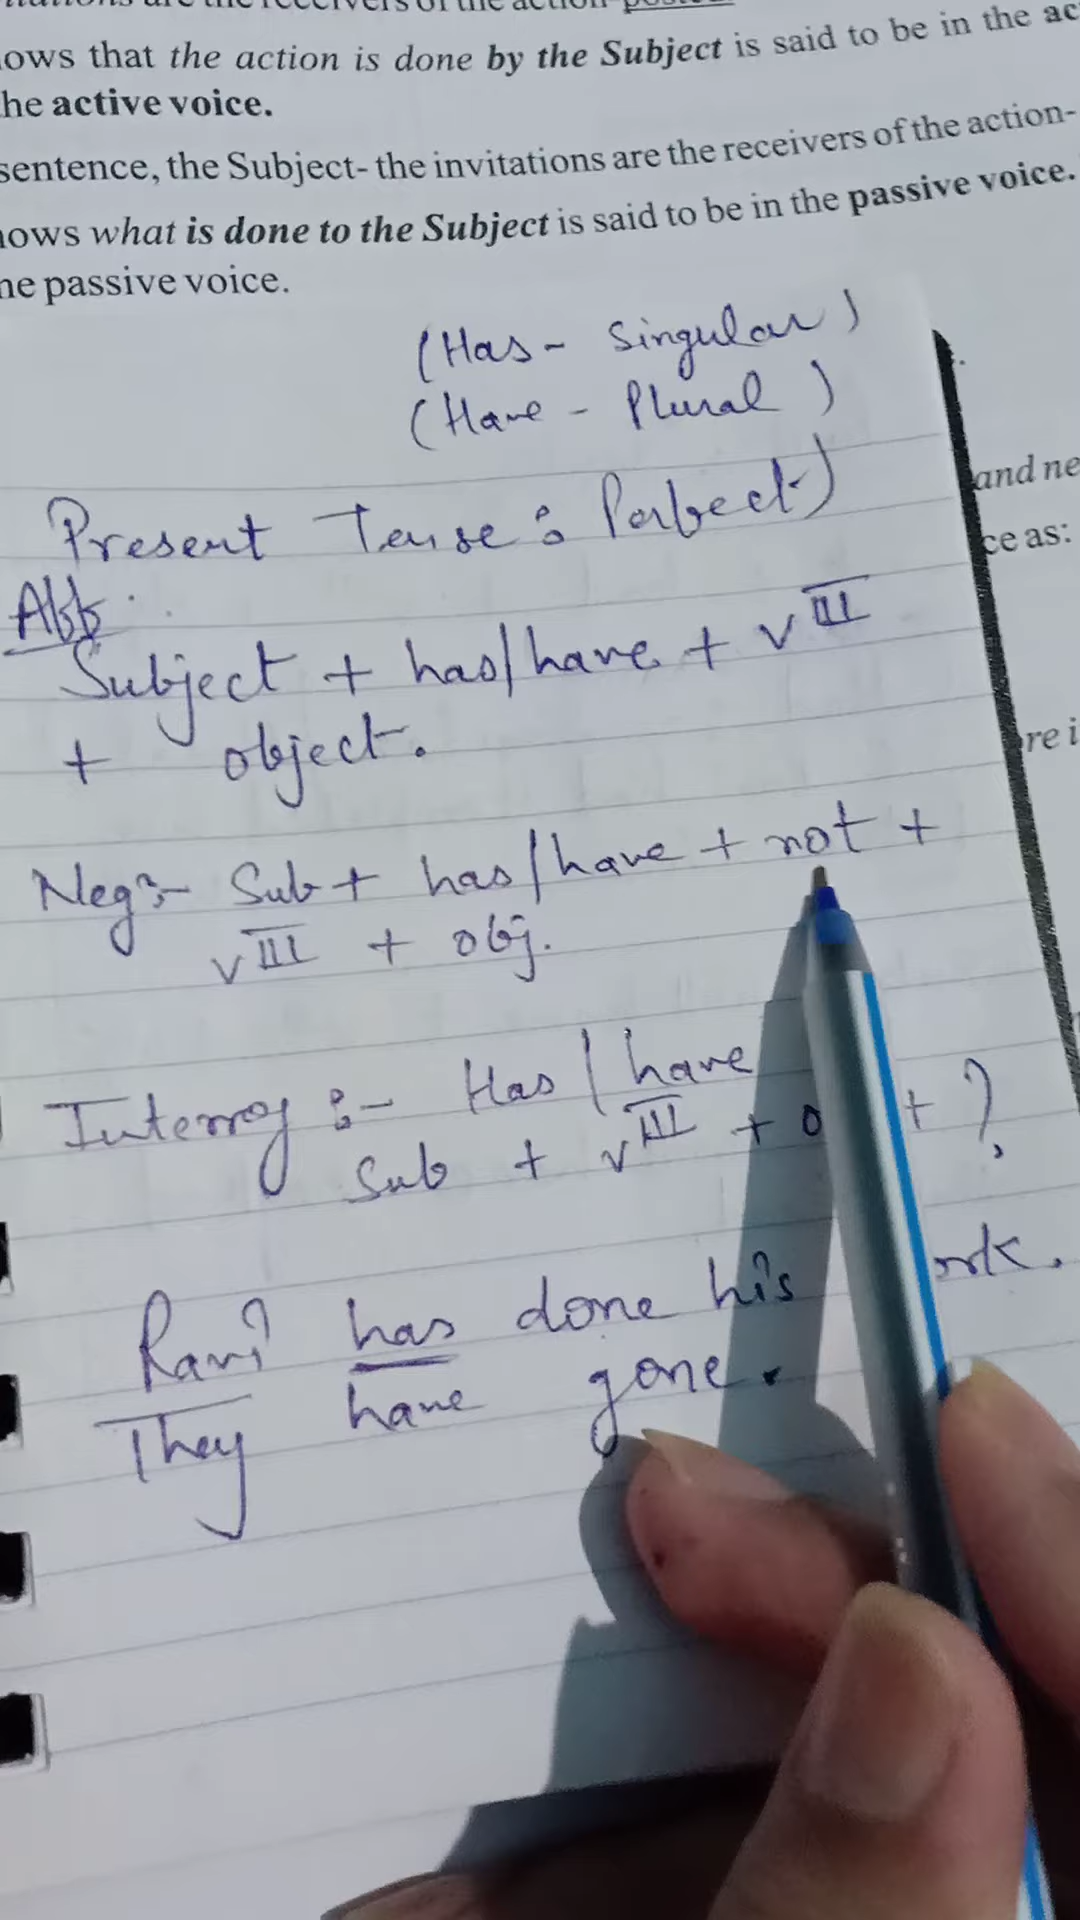 ows that the action is done by the Subject is said to be in the ac
he active voice.
sentence, the Subject- the invitations are the receivers of the action-
ows what is done to the Subject is said to be in the passive voice.
ne passive voice.
(Has - Singular)
(Have - Plural)
and ne
Present Tense : Perfect)
ce as:
Aff
Subject + has/have + v III
+ object.
re i
Neg :- Sub + has/have + not +
v III + obj.
Interrog :- Has / have
Sub + v III + o + ?
Ravi has done his ork.
They have gone.